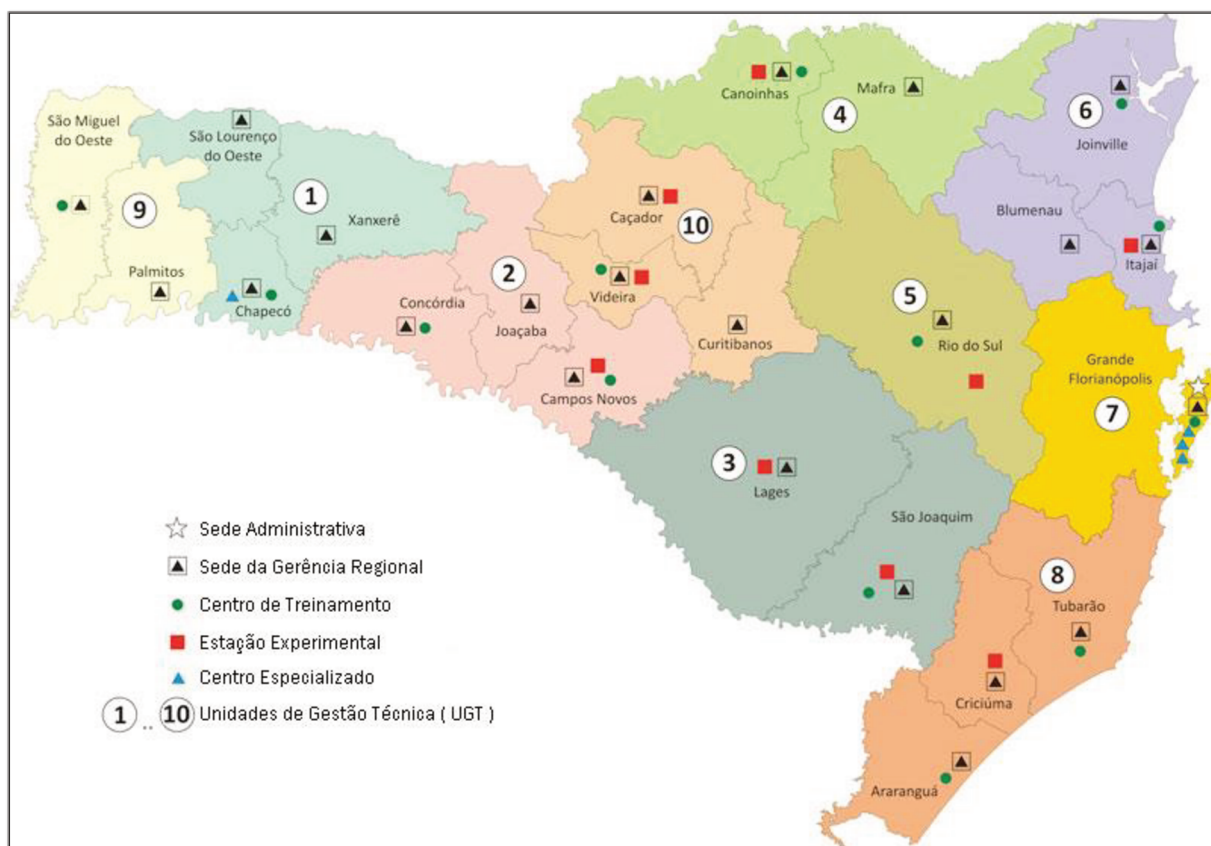 São Miguel
do Oeste
São Lourenço
do Oeste
9
1
Xanxerê
Palmitos
Chapecó
Concórdia
2
Joaçaba
Campos Novos
Canoinhas
Mafra
4
Caçador
10
Videira
Curitibanos
6
Joinville
Blumenau
Itajaí
5
Rio do Sul
Grande
Florianópolis
7
3
Lages
São Joaquim
8
Tubarão
Criciúma
Araranguá
Sede Administrativa
Sede da Gerência Regional
Centro de Treinamento
Estação Experimental
Centro Especializado
1 .. 10 Unidades de Gestão Técnica ( UGT )